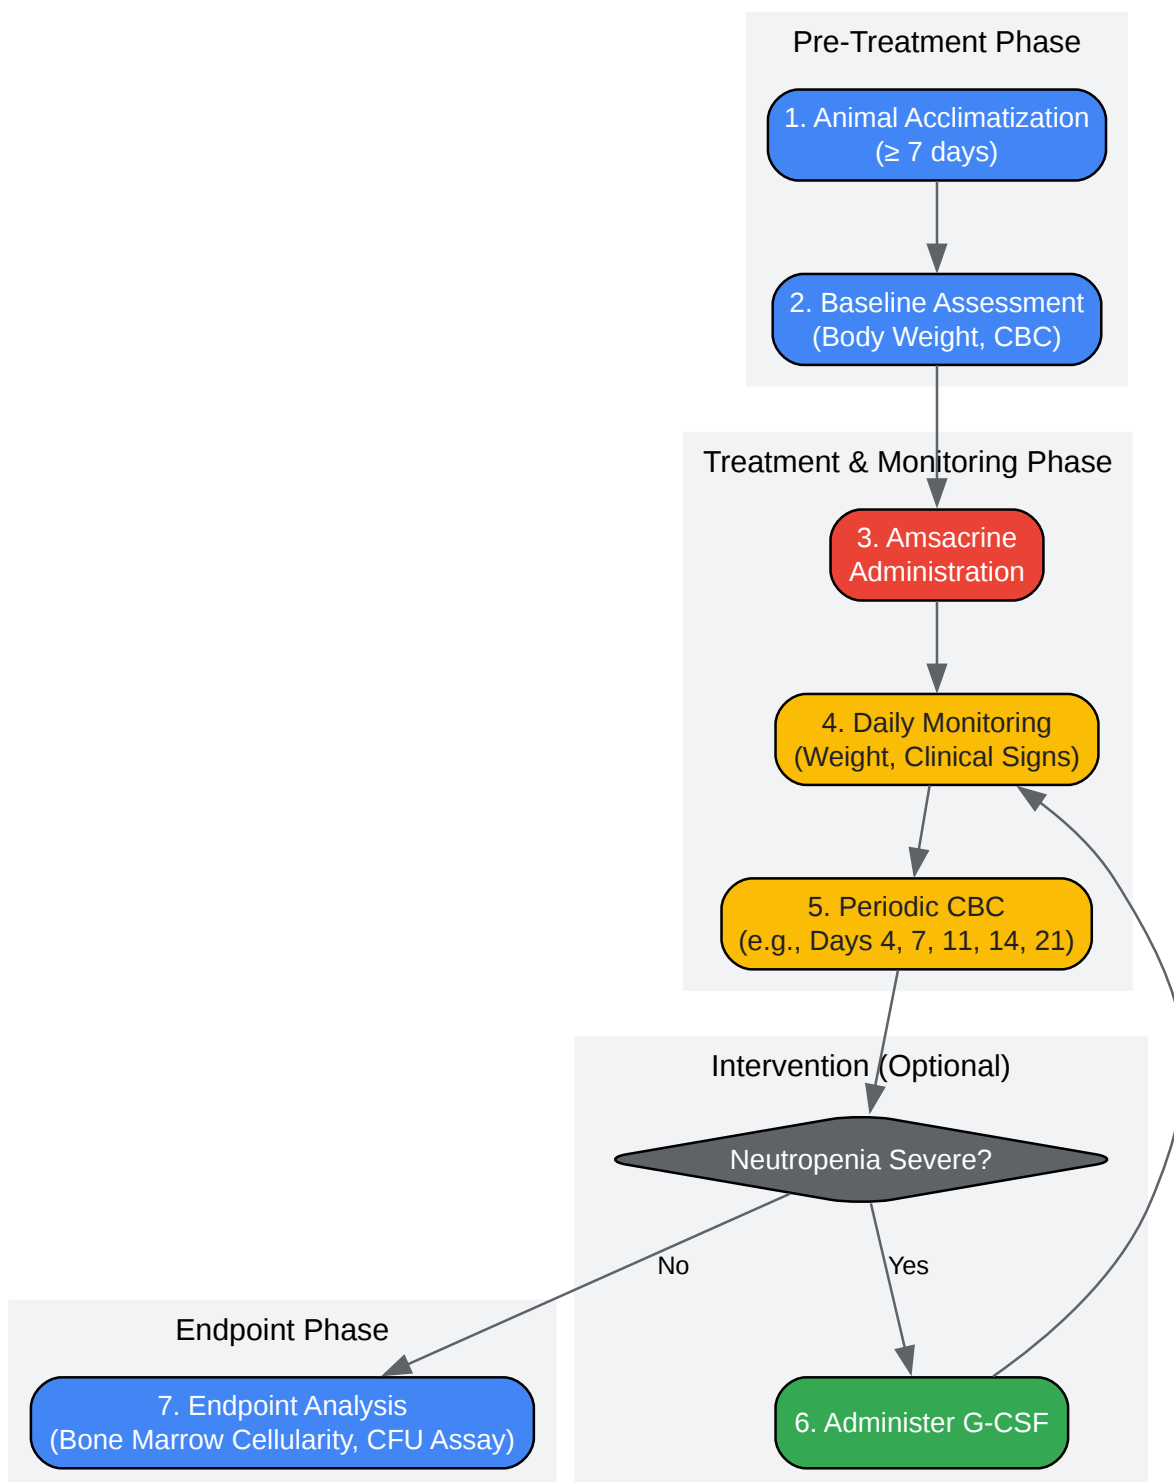 Pre-Treatment Phase
1. Animal Acclimatization
(≥ 7 days)
2. Baseline Assessment
(Body Weight, CBC)
Treatment & Monitoring Phase
3. Amsacrine
Administration
4. Daily Monitoring
(Weight, Clinical Signs)
5. Periodic CBC
(e.g., Days 4, 7, 11, 14, 21)
Intervention (Optional)
Neutropenia Severe?
No
Yes
Endpoint Phase
7. Endpoint Analysis
(Bone Marrow Cellularity, CFU Assay)
6. Administer G-CSF